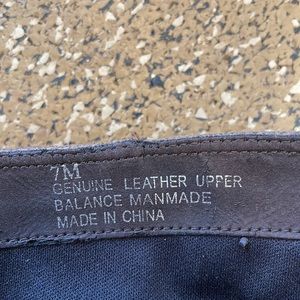 7M
GENUINE LEATHER UPPER
BALANCE MANMADE
MADE IN CHINA